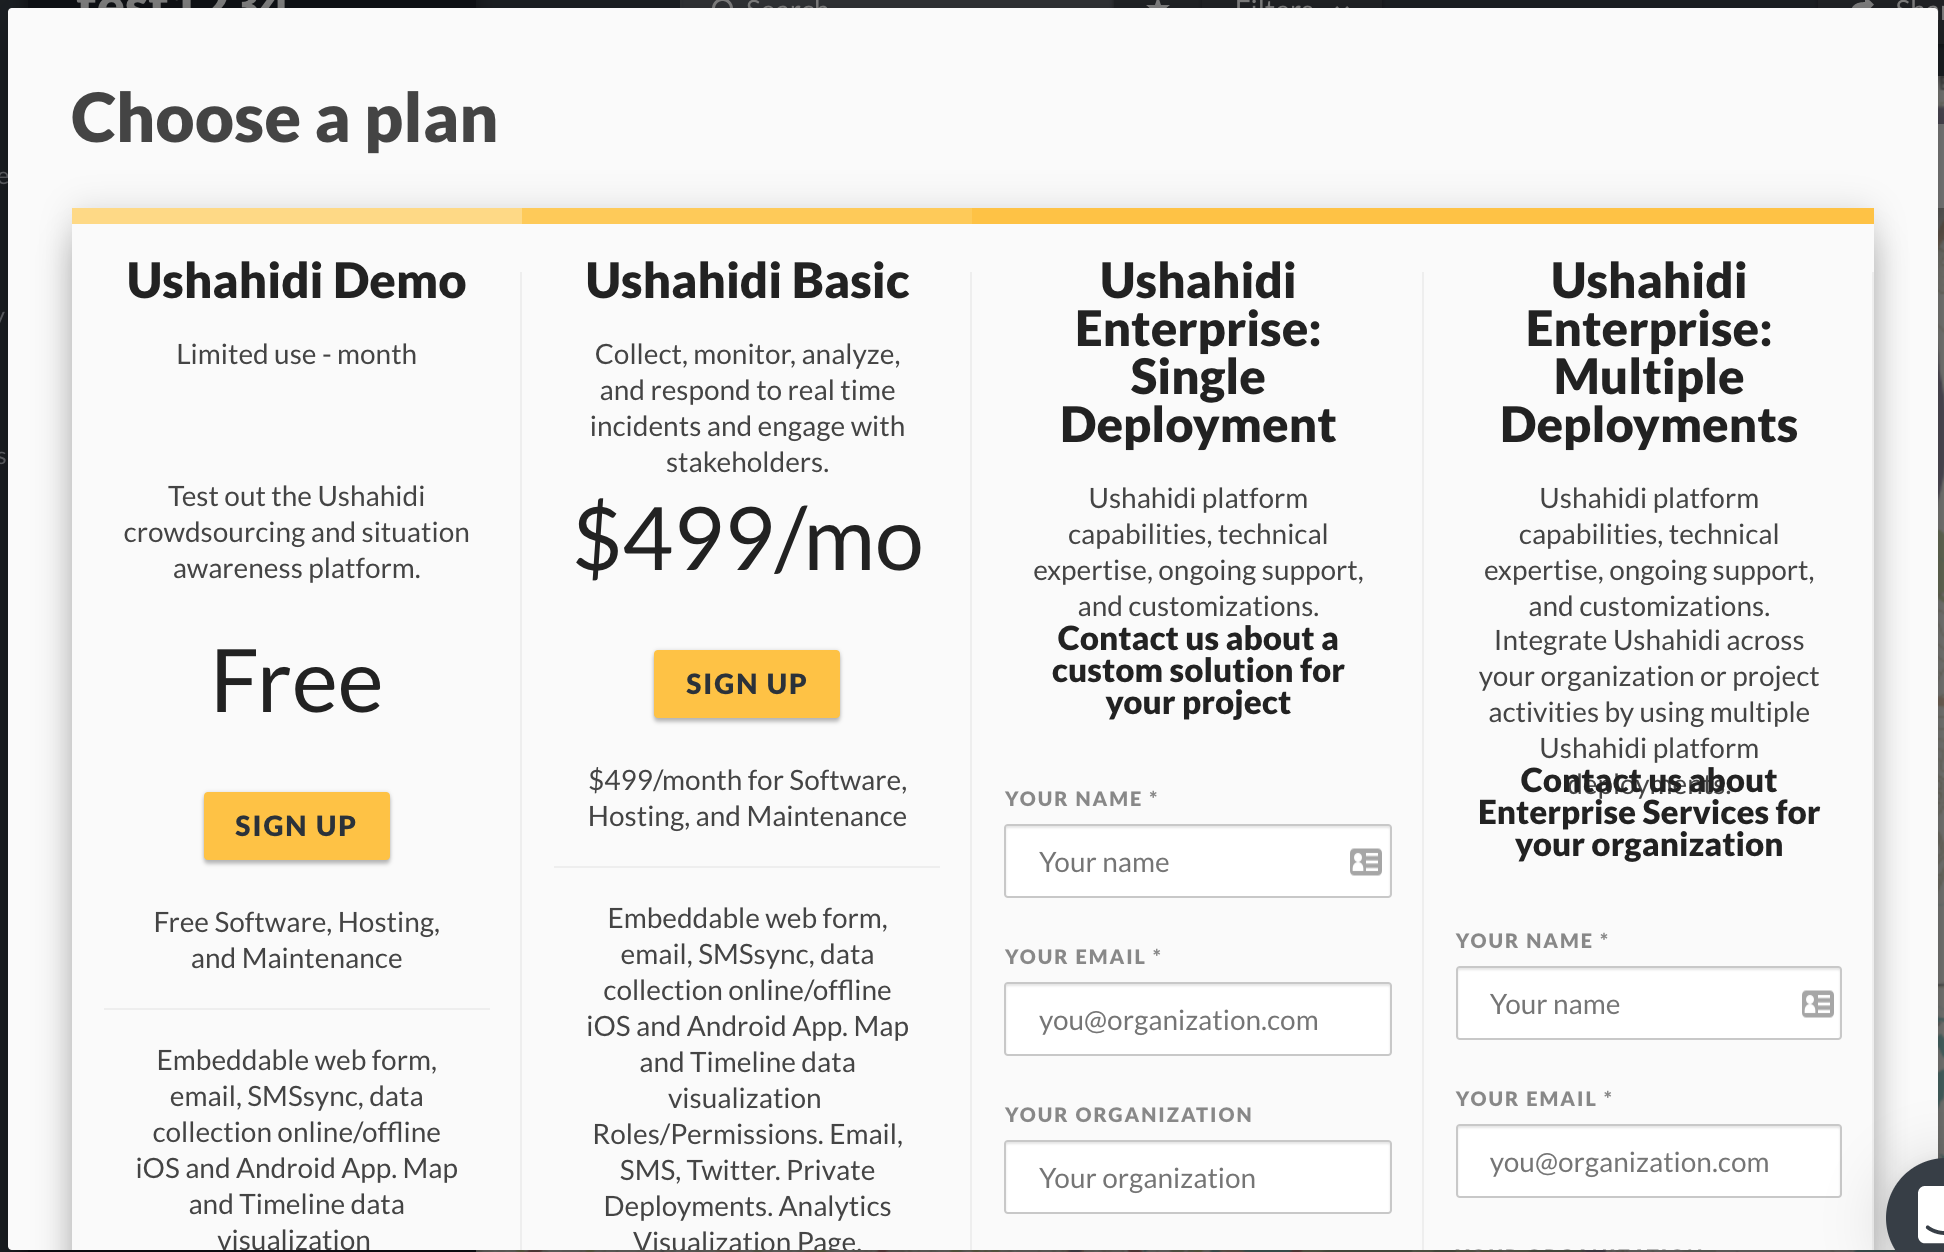 test1234
Search
Filters
Choose a plan
Ushahidi Demo
Limited use - month
Test out the Ushahidi
crowdsourcing and situation
awareness platform.
Free
SIGN UP
Free Software, Hosting,
and Maintenance
Embeddable web form,
email, SMSsync, data
collection online/offline
iOS and Android App. Map
and Timeline data
visualization
Ushahidi Basic
Collect, monitor, analyze,
and respond to real time
incidents and engage with
stakeholders.
$499/mo
SIGN UP
$499/month for Software,
Hosting, and Maintenance
Embeddable web form,
email, SMSsync, data
collection online/offline
iOS and Android App. Map
and Timeline data
visualization
Roles/Permissions. Email,
SMS, Twitter. Private
Deployments. Analytics
Visualization Page.
Ushahidi
Enterprise:
Single
Deployment
Ushahidi platform
capabilities, technical
expertise, ongoing support,
and customizations.
Contact us about a
custom solution for
your project
YOUR NAME *
Your name
YOUR EMAIL *
you@organization.com
YOUR ORGANIZATION
Your organization
Ushahidi
Enterprise:
Multiple
Deployments
Ushahidi platform
capabilities, technical
expertise, ongoing support,
and customizations.
Integrate Ushahidi across
your organization or project
activities by using multiple
Ushahidi platform
deployments.
Contact us about
Enterprise Services for
your organization
YOUR NAME *
Your name
YOUR EMAIL *
you@organization.com